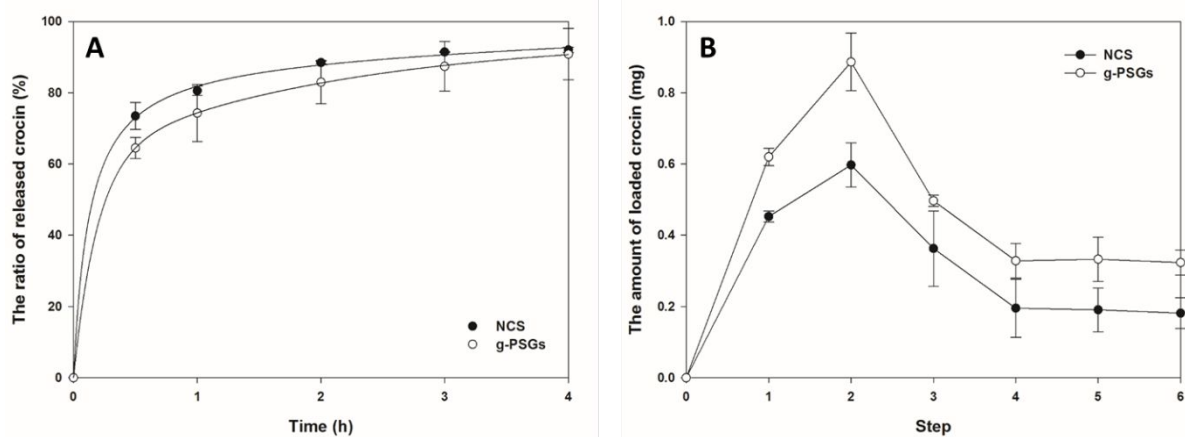 A
The ratio of released crocin (%)
100
80
60
40
20
0
NCS
g-PSGs
0 1 2 3 4
Time (h)
B
The amount of loaded crocin (mg)
1.0
0.8
0.6
0.4
0.2
0.0
NCS
g-PSGs
0 1 2 3 4 5 6
Step